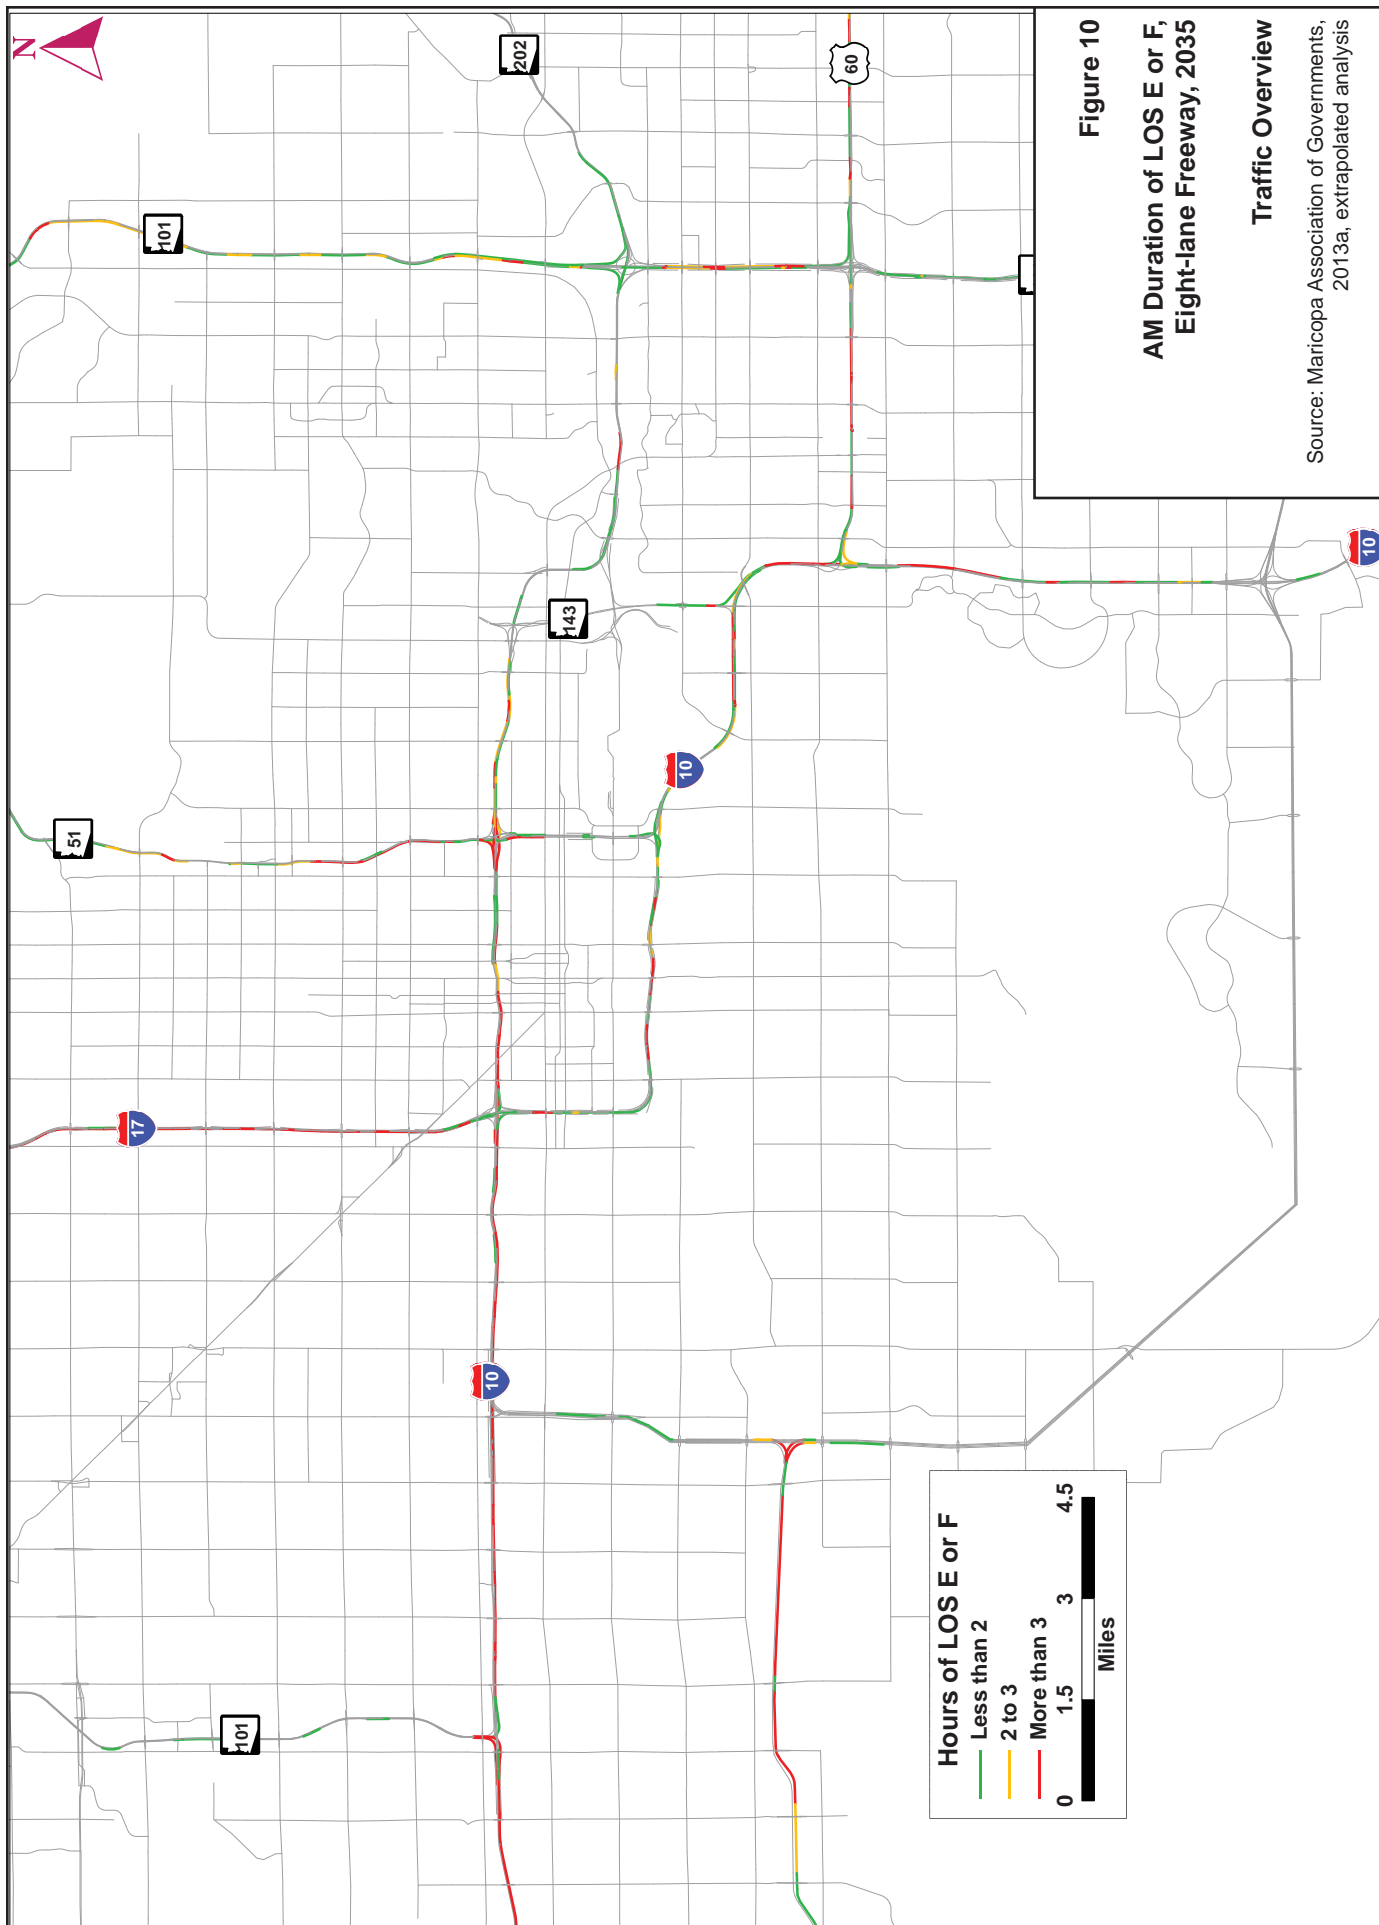 N
101
202
60
51
143
17
10
10
10
101
Hours of LOS E or F
Less than 2
2 to 3
More than 3
0 1.5 3 4.5
Miles
Figure 10
AM Duration of LOS E or F,
Eight-lane Freeway, 2035
Traffic Overview
Source: Maricopa Association of Governments,
2013a, extrapolated analysis